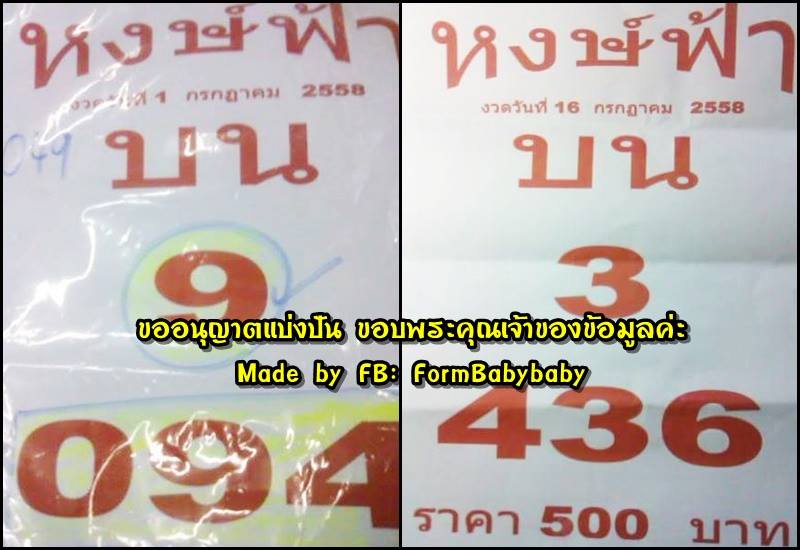 หงษ์ฟ้า
งวดวันที่ 1 กรกฎาคม 2558
049
บน
9
094
หงษ์ฟ้า
งวดวันที่ 16 กรกฎาคม 2558
บน
3
436
ราคา 500 บาท
ขออนุญาตแบ่งปัน ขอบพระคุณเจ้าของข้อมูลค่ะ
Made by FB: FormBabybaby